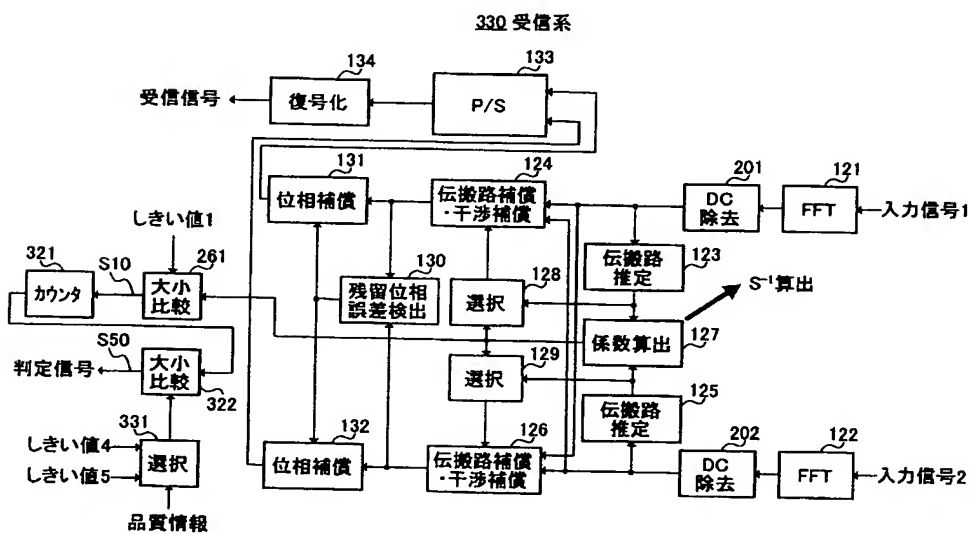 330 受信系
134
133
受信信号
復号化
P/S
131
124
201
121
位相補償
伝搬路補償
・干渉補償
DC
除去
FFT
入力信号1
しきい値1
321
S10
261
130
128
123
カウンタ
大小
比較
残留位相
誤差検出
選択
伝搬路
推定
S⁻¹算出
係数算出
127
S50
129
判定信号
大小
比較
322
選択
125
伝搬路
推定
331
132
126
202
122
しきい値4
しきい値5
選択
位相補償
伝搬路補償
・干渉補償
DC
除去
FFT
入力信号2
品質情報